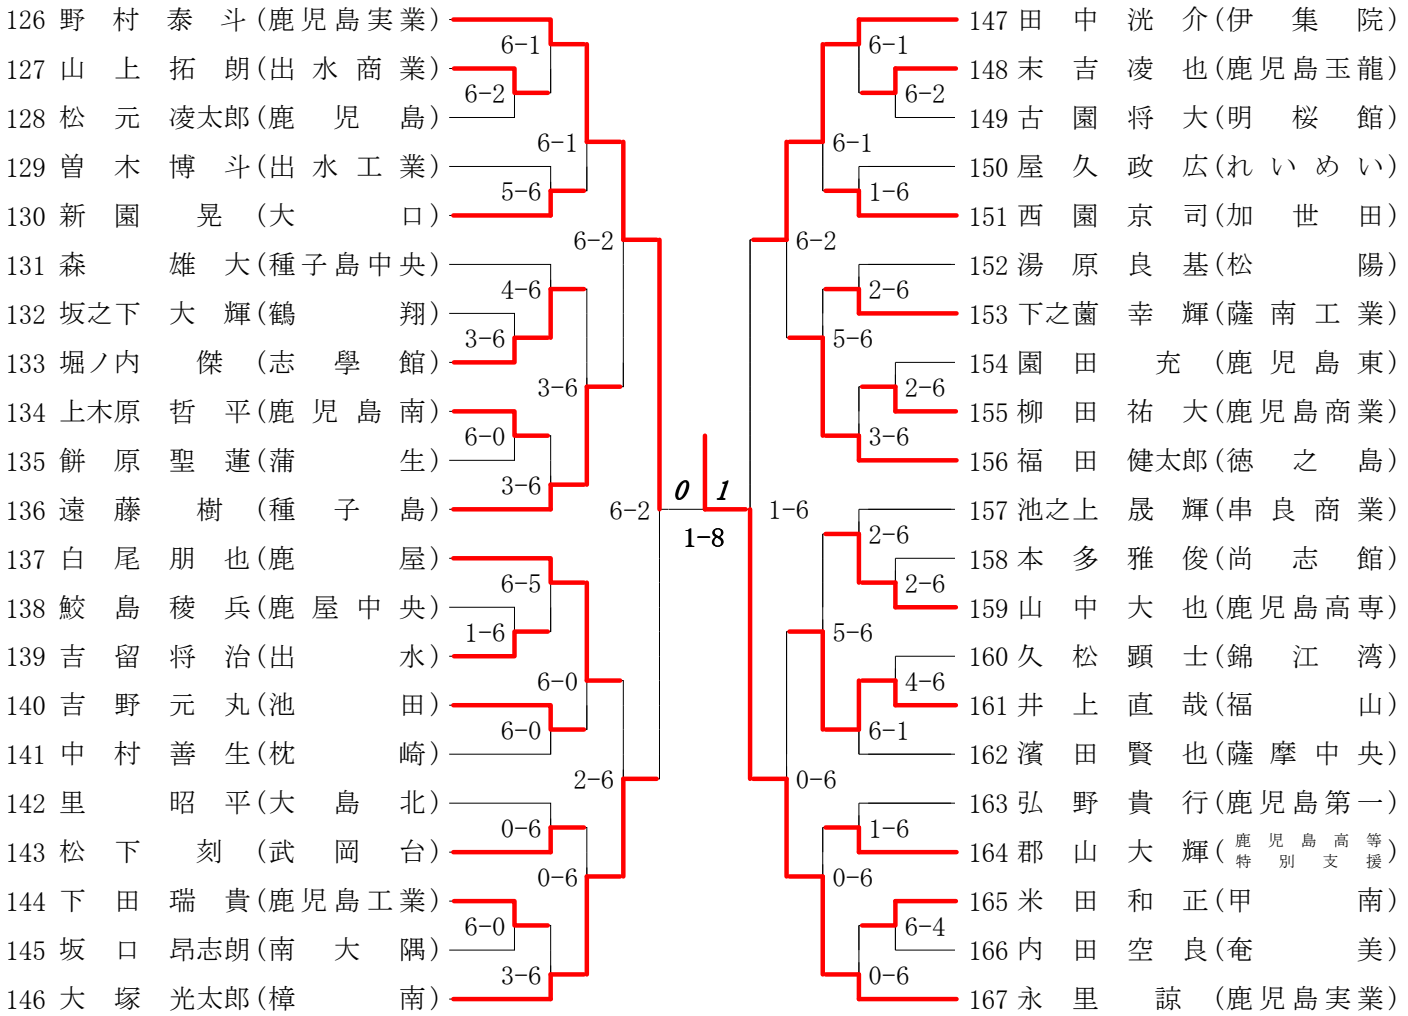 126 野村泰斗(鹿児島実業)
127 山上拓朗(出水商業)
128 松元凌太郎(鹿児島)
129 曽木博斗(出水工業)
130 新園晃(大口)
131 森雄大(種子島中央)
132 坂之下大輝(鶴翔)
133 堀ノ内傑(志學館)
134 上木原哲平(鹿児島南)
135 餅原聖蓮(蒲生)
136 遠藤樹(種子島)
137 白尾朋也(鹿屋)
138 鮫島稜兵(鹿屋中央)
139 吉留将治(出水)
140 吉野元丸(池田)
141 中村善生(枕崎)
142 里昭平(大島北)
143 松下刻(武岡台)
144 下田瑞貴(鹿児島工業)
145 坂口昂志朗(南大隅)
146 大塚光太郎(樟南)
6-1
6-2
6-1
5-6
6-2
4-6
3-6
3-6
6-0
3-6
6-2
6-5
1-6
6-0
6-0
2-6
0-6
0-6
6-0
3-6
0 1
1-8
6-1
6-2
6-1
1-6
6-2
2-6
5-6
2-6
3-6
1-6
2-6
2-6
5-6
4-6
6-1
0-6
1-6
0-6
6-4
0-6
147 田中洸介(伊集院)
148 末吉凌也(鹿児島玉龍)
149 古園将大(明桜館)
150 屋久政広(れいめい)
151 西園京司(加世田)
152 湯原良基(松陽)
153 下之薗幸輝(薩南工業)
154 園田充(鹿児島東)
155 柳田祐大(鹿児島商業)
156 福田健太郎(徳之島)
157 池之上晟輝(串良商業)
158 本多雅俊(尚志館)
159 山中大也(鹿児島高専)
160 久松顕士(錦江湾)
161 井上直哉(福山)
162 濱田賢也(薩摩中央)
163 弘野貴行(鹿児島第一)
164 郡山大輝(鹿児島高等特別支援)
165 米田和正(甲南)
166 内田空良(奄美)
167 永里諒(鹿児島実業)